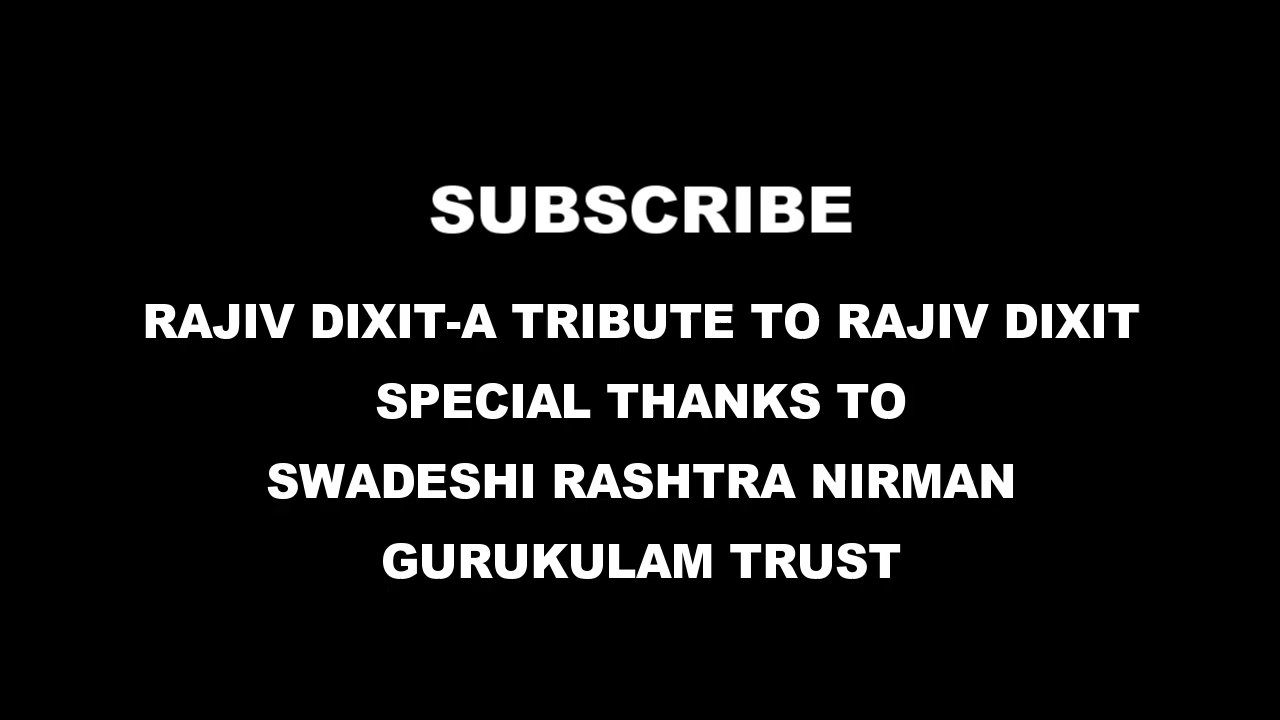 SUBSCRIBE
RAJIV DIXIT-A TRIBUTE TO RAJIV DIXIT
SPECIAL THANKS TO
SWADESHI RASHTRA NIRMAN
GURUKULAM TRUST